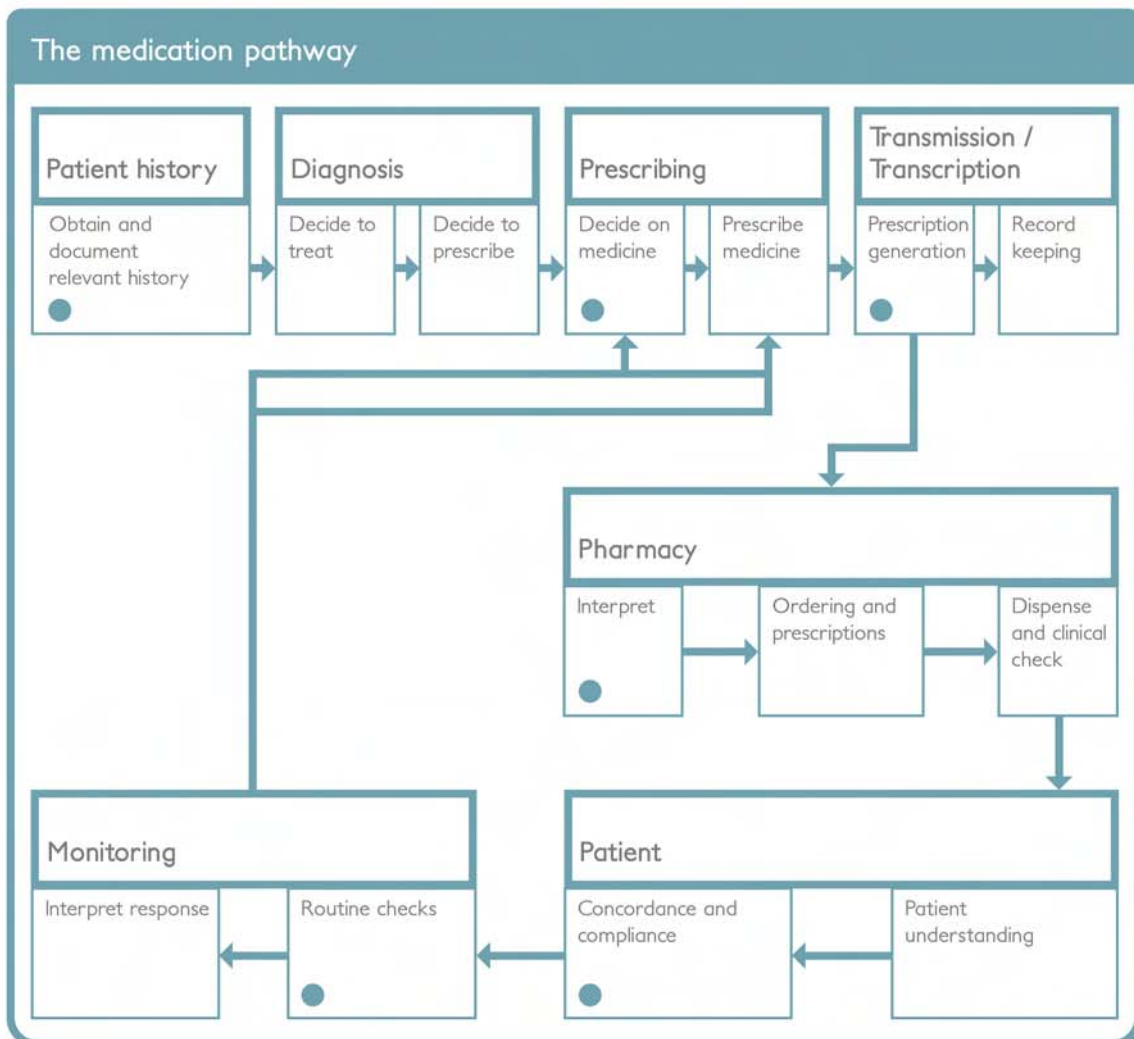 The medication pathway
Patient history
Obtain and
document
relevant history
Diagnosis
Decide to
treat
Decide to
prescribe
Prescribing
Decide on
medicine
Prescribe
medicine
Transmission /
Transcription
Prescription
generation
Record
keeping
Pharmacy
Interpret
Ordering and
prescriptions
Dispense
and clinical
check
Monitoring
Interpret response
Routine checks
Patient
Concordance and
compliance
Patient
understanding